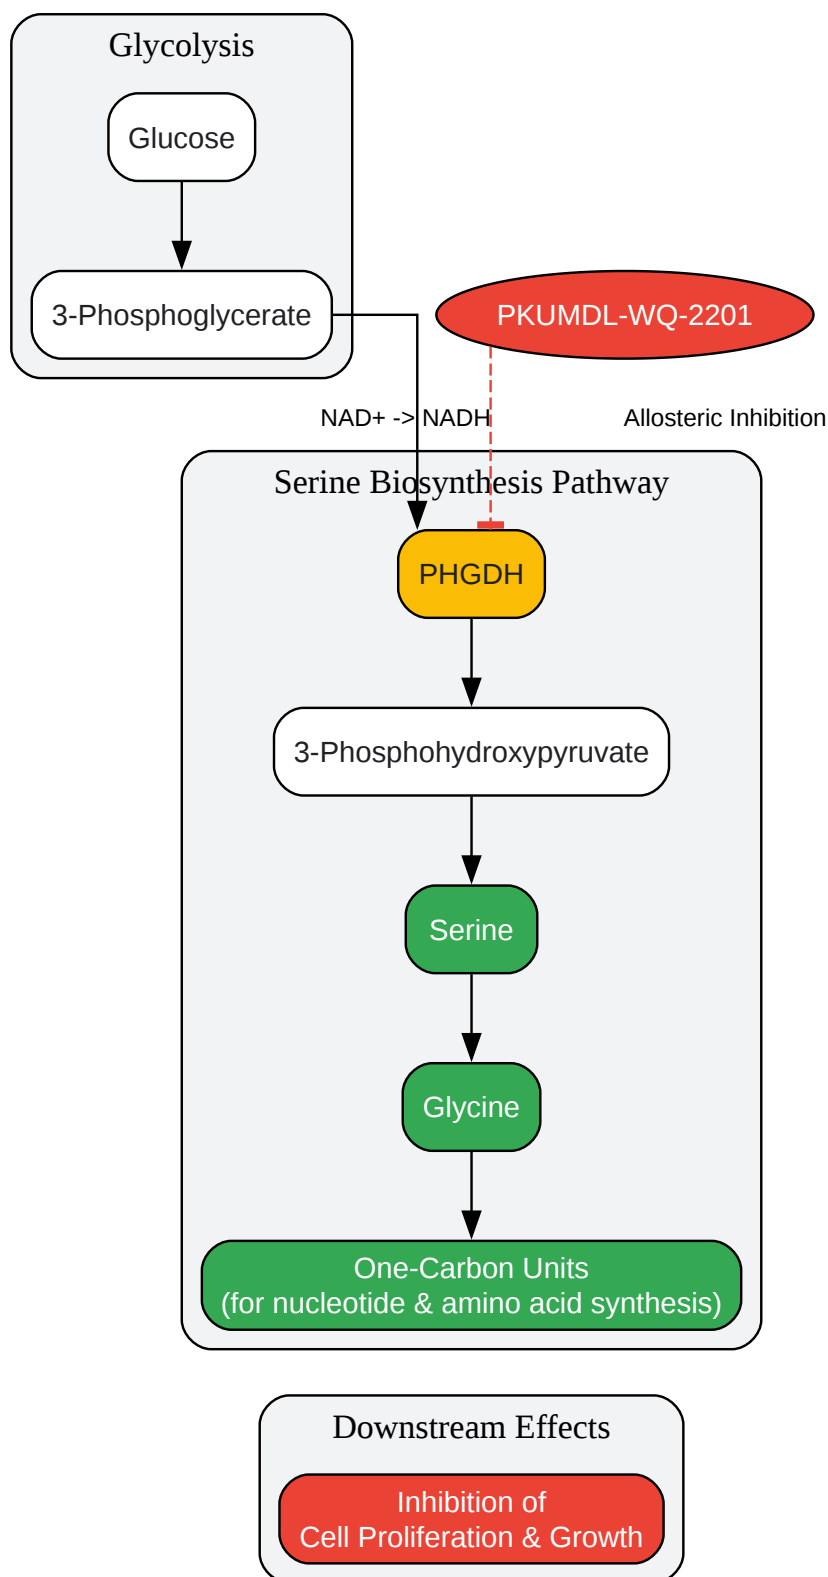 Glycolysis
Glucose
3-Phosphoglycerate
PKUMDL-WQ-2201
NAD+ -> NADH
Allosteric Inhibition
Serine Biosynthesis Pathway
PHGDH
3-Phosphohydroxypyruvate
Serine
Glycine
One-Carbon Units
(for nucleotide & amino acid synthesis)
Downstream Effects
Inhibition of
Cell Proliferation & Growth